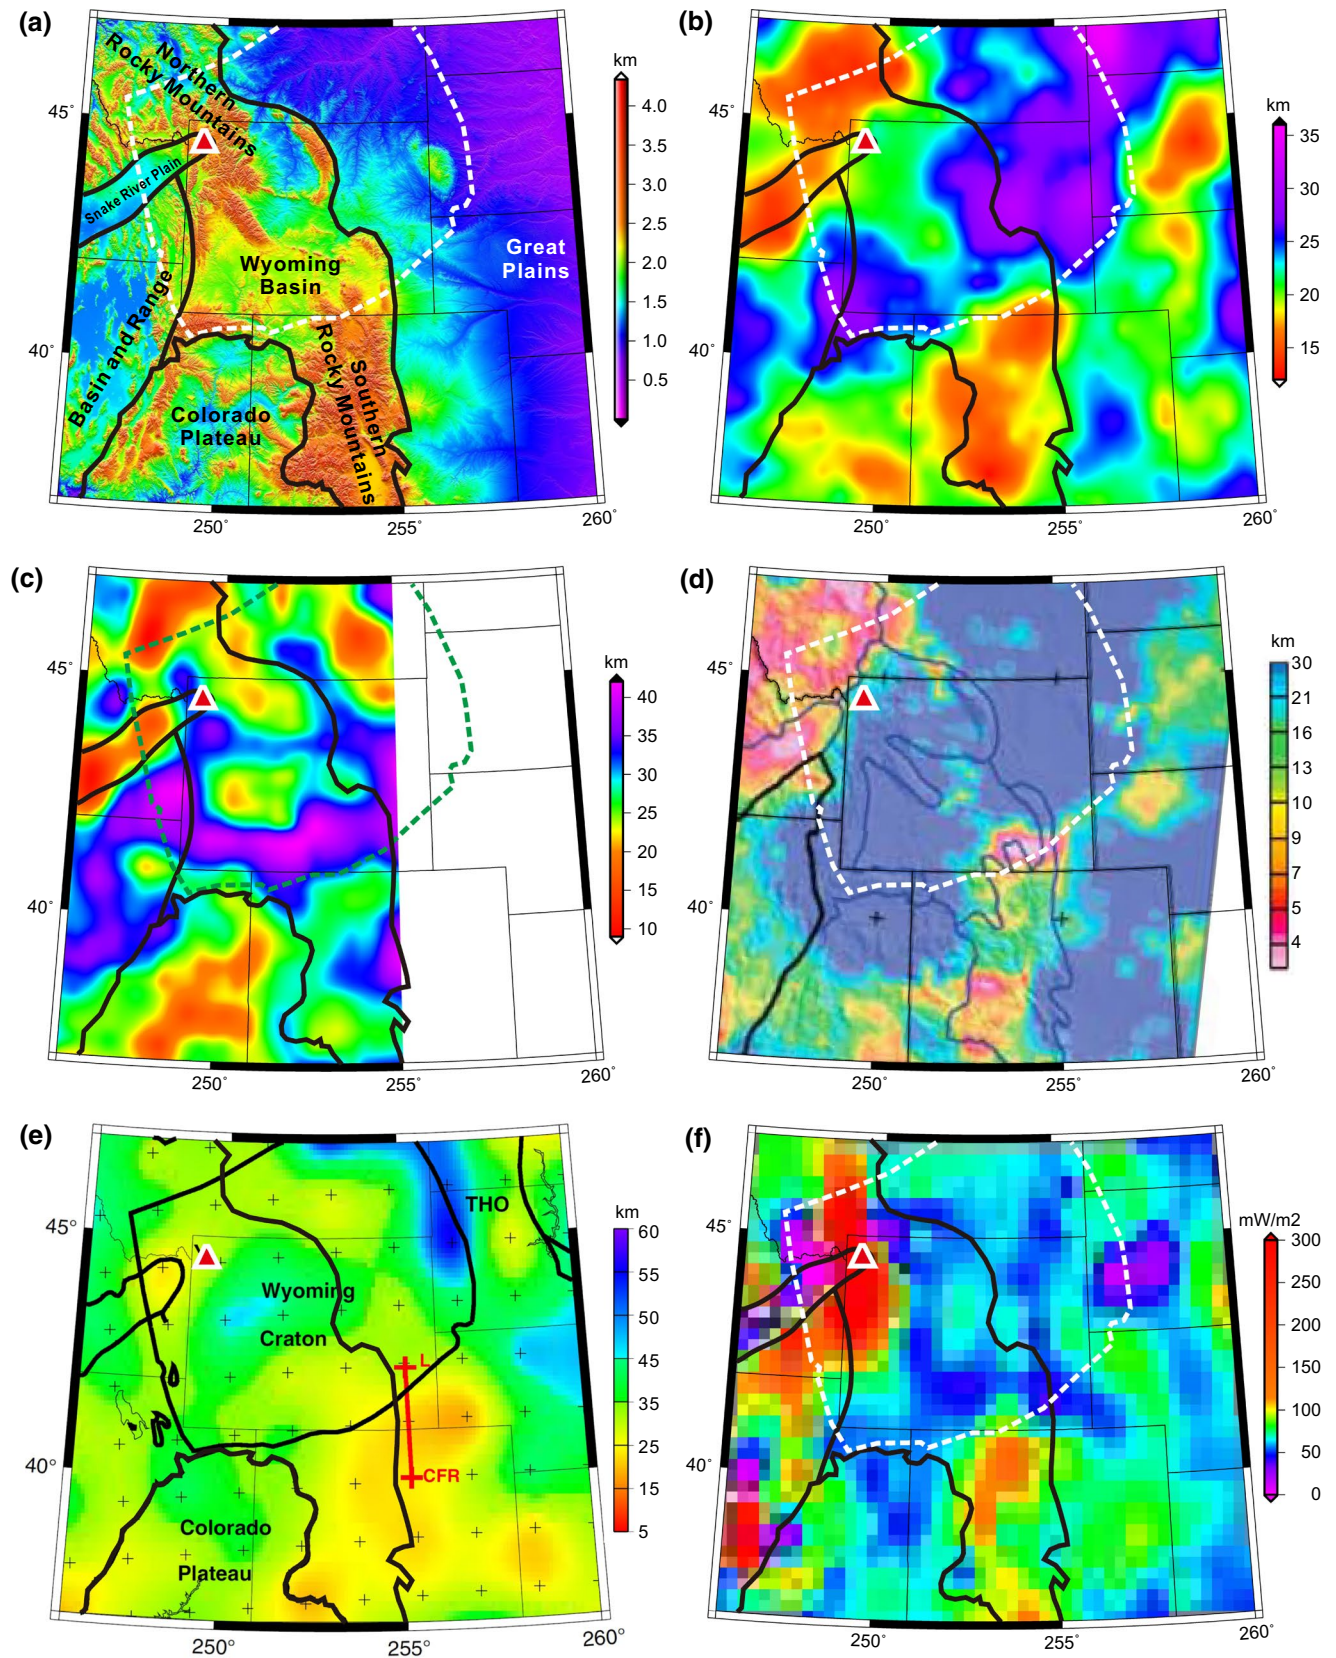 (a)
km
4.0
3.5
3.0
2.5
2.0
1.5
1.0
0.5
45°
40°
250°
255°
260°
Northern
Rocky Mountains
Snake River Plain
Wyoming
Basin
Great
Plains
Basin and Range
Colorado
Plateau
Southern
Rocky Mountains
(b)
km
35
30
25
20
15
45°
40°
250°
255°
260°
(c)
km
40
35
30
25
20
15
10
45°
40°
250°
255°
260°
(d)
km
30
21
16
13
10
9
7
5
4
45°
40°
250°
255°
260°
(e)
THO
km
60
55
50
45
35
25
15
5
45°
40°
250°
255°
260°
Wyoming
Craton
L
CFR
Colorado
Plateau
(f)
mW/m2
300
250
200
150
100
50
0
45°
40°
250°
255°
260°